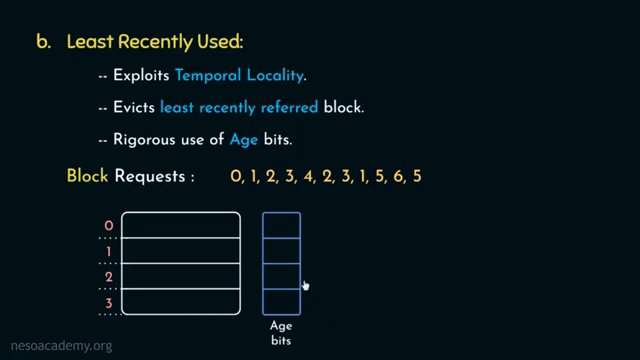 b. Least Recently Used:
-- Exploits Temporal Locality.
-- Evicts least recently referred block.
-- Rigorous use of Age bits.
Block Requests : 0, 1, 2, 3, 4, 2, 3, 1, 5, 6, 5
0
1
2
3
Age
bits
nesoacademy.org